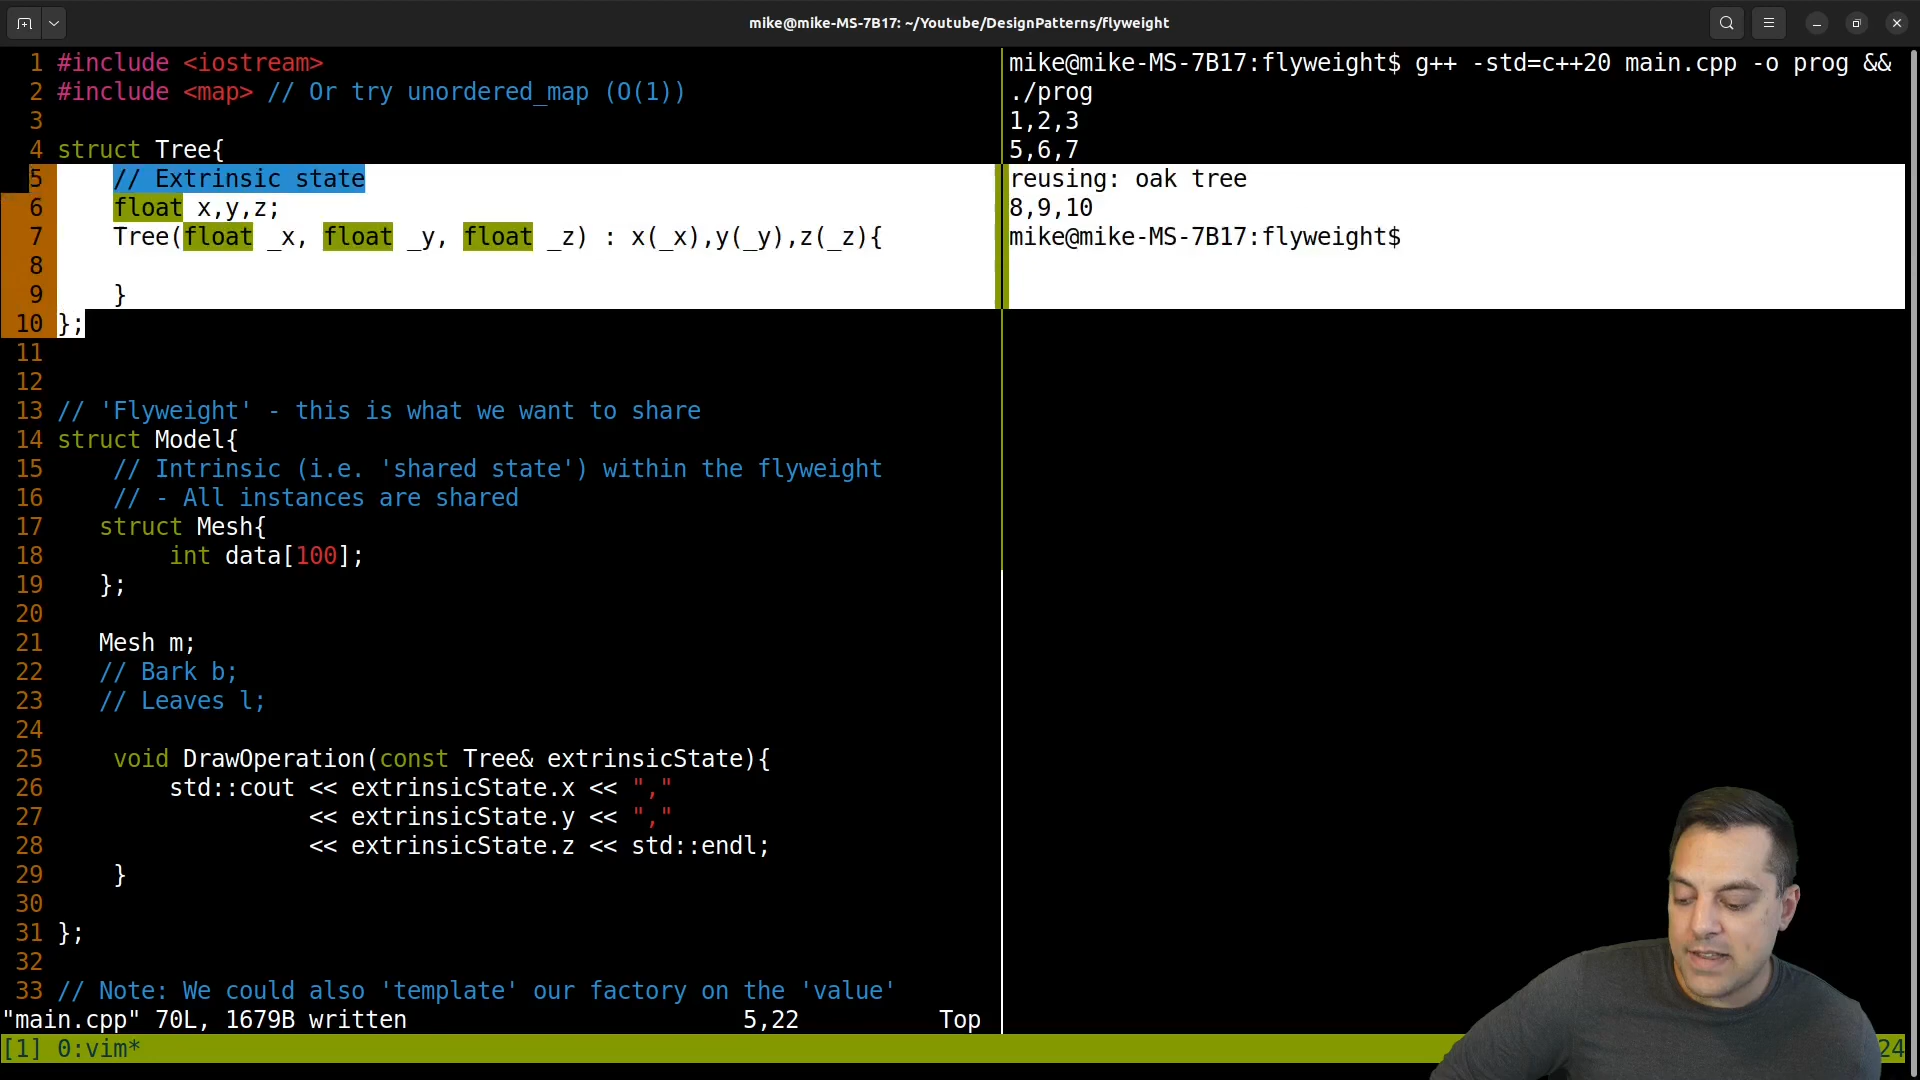 mike@mike-MS-7B17: ~/Youtube/DesignPatterns/flyweight
1 #include <iostream>
2 #include <map> // Or try unordered_map (O(1))
3
4 struct Tree{
5     // Extrinsic state
6     float x,y,z;
7     Tree(float _x, float _y, float _z) : x(_x),y(_y),z(_z){
8
9     }
10 };
11
12
13 // 'Flyweight' - this is what we want to share
14 struct Model{
15     // Intrinsic (i.e. 'shared state') within the flyweight
16     // - All instances are shared
17    struct Mesh{
18         int data[100];
19    };
20
21    Mesh m;
22    // Bark b;
23    // Leaves l;
24
25     void DrawOperation(const Tree& extrinsicState){
26         std::cout << extrinsicState.x << ","
27                   << extrinsicState.y << ","
28                   << extrinsicState.z << std::endl;
29     }
30
31 };
32
33 // Note: We could also 'template' our factory on the 'value'
"main.cpp" 70L, 1679B written 5,22 Top
mike@mike-MS-7B17:flyweight$ g++ -std=c++20 main.cpp -o prog &&
./prog
1,2,3
5,6,7
reusing: oak tree
8,9,10
mike@mike-MS-7B17:flyweight$
[1] 0:vim* 24